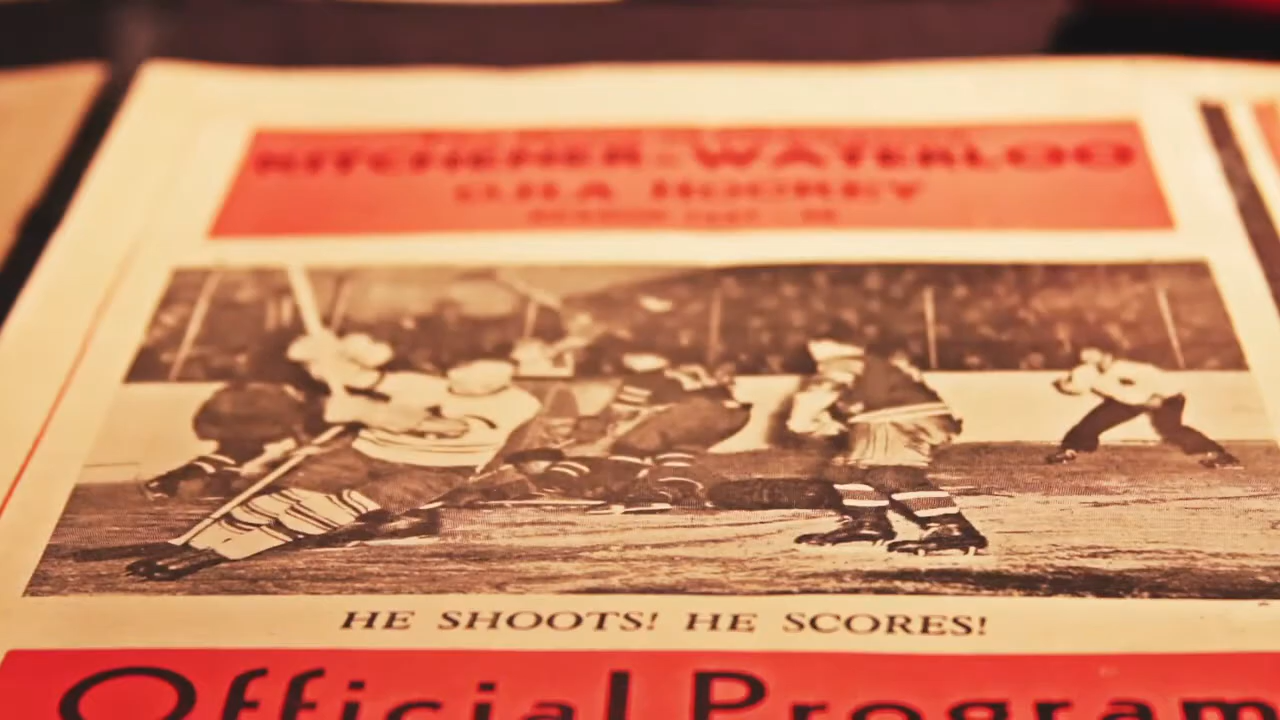 KITCHENER-WATERLOO
O.H.A HOCKEY
HE SHOOTS! HE SCORES!
Official Program